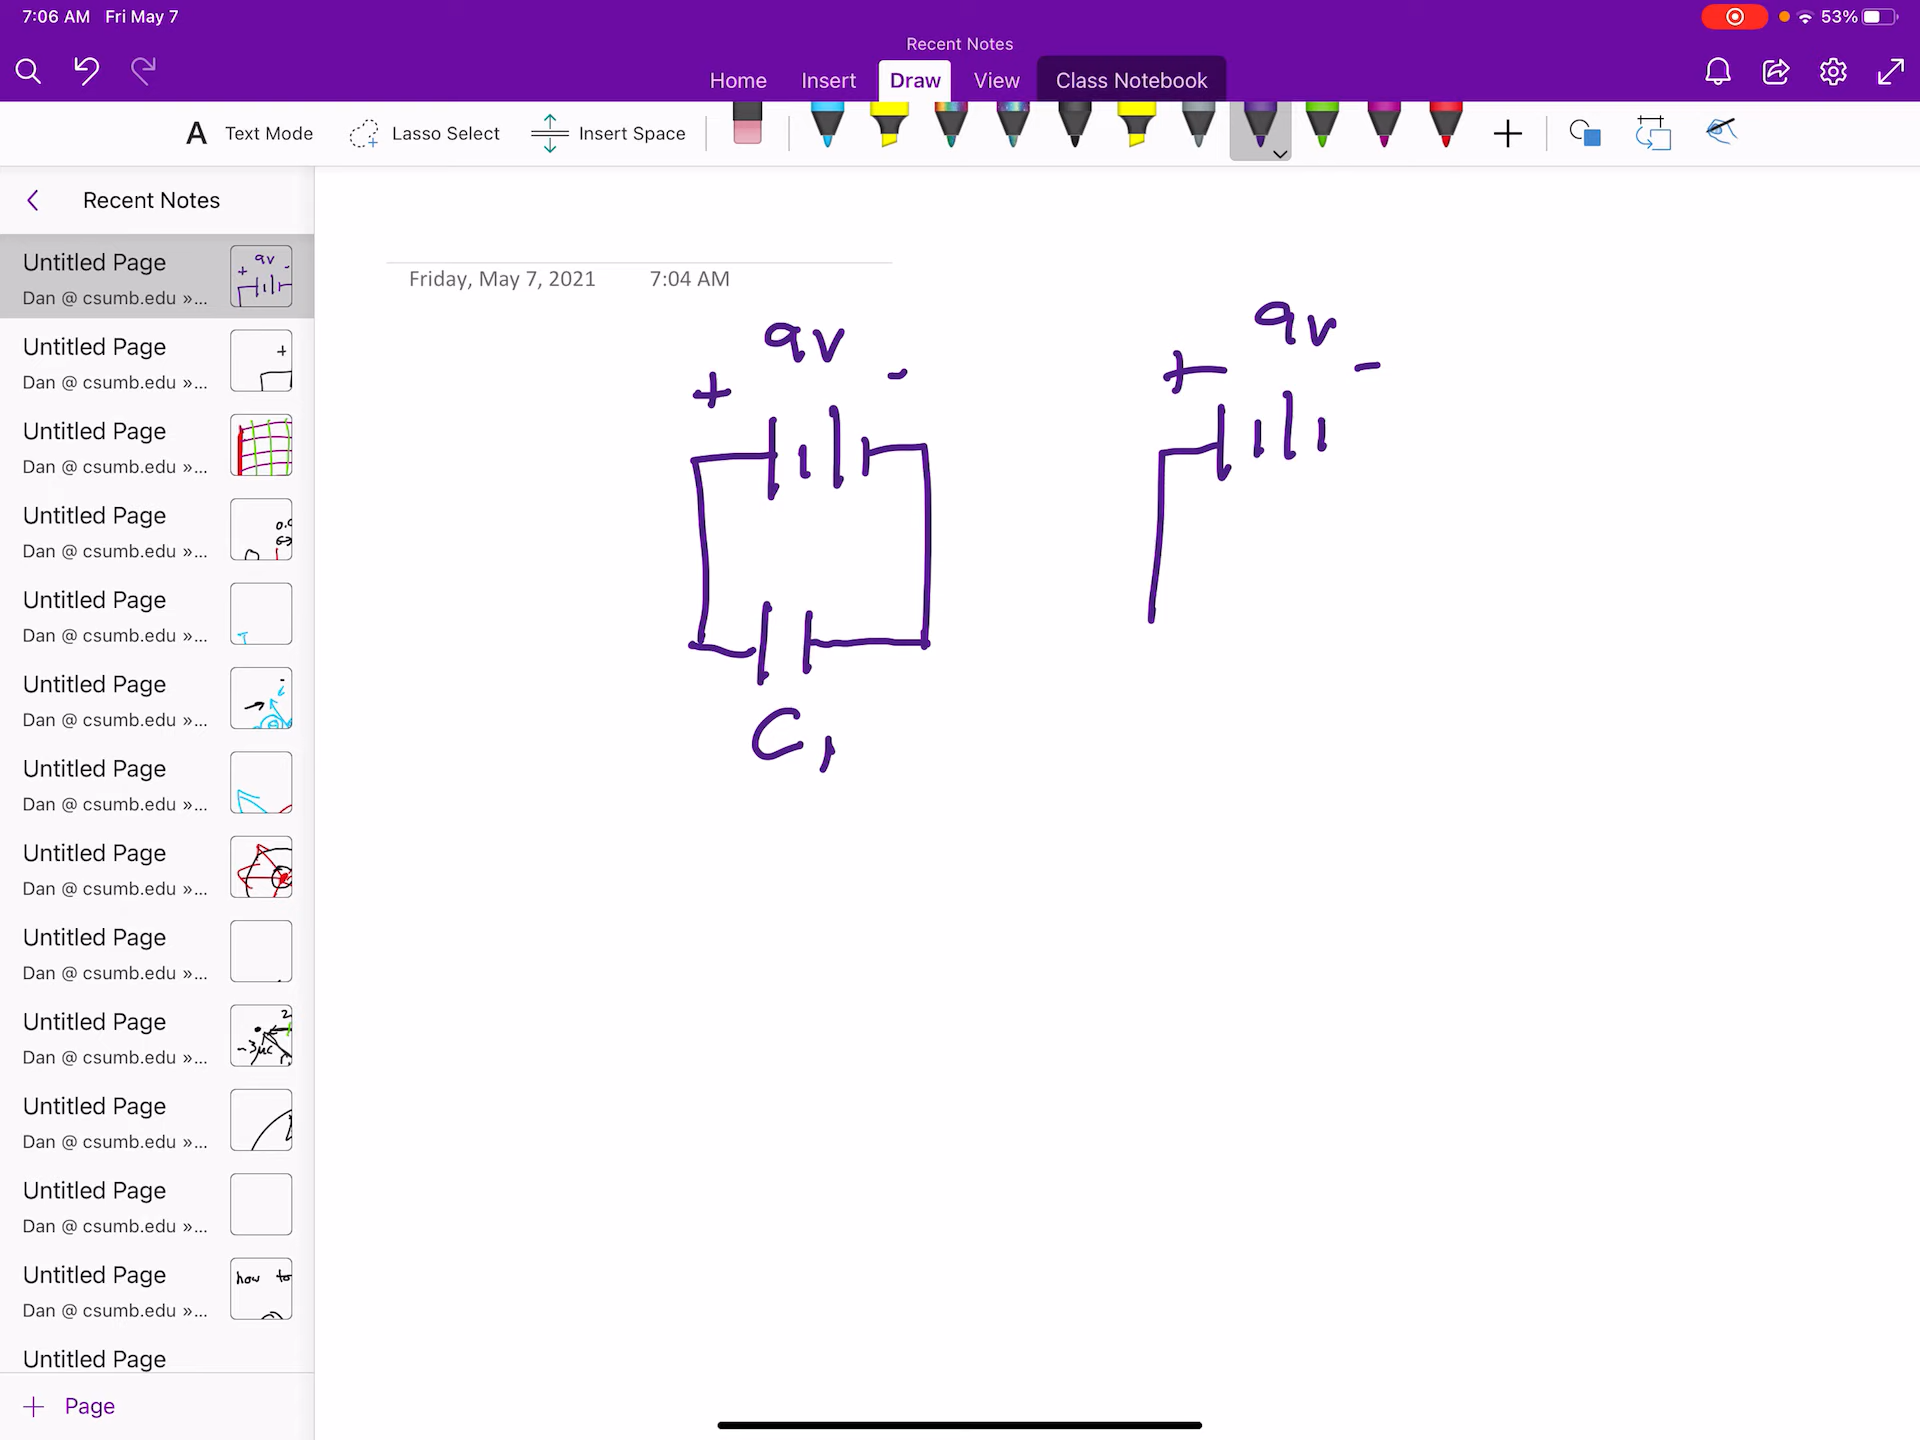 7:06 AM Fri May 7
53%
Recent Notes
Home Insert Draw View Class Notebook
A Text Mode Lasso Select Insert Space
Recent Notes
Untitled Page
Dan @ csumb.edu »...
9v
+ -
Untitled Page
Dan @ csumb.edu »...
+
Untitled Page
Dan @ csumb.edu »...
Untitled Page
Dan @ csumb.edu »...
Untitled Page
Dan @ csumb.edu »...
Untitled Page
Dan @ csumb.edu »...
Untitled Page
Dan @ csumb.edu »...
Untitled Page
Dan @ csumb.edu »...
Untitled Page
Dan @ csumb.edu »...
Untitled Page
Dan @ csumb.edu »...
2
-3μc
Untitled Page
Dan @ csumb.edu »...
Untitled Page
Dan @ csumb.edu »...
Untitled Page
Dan @ csumb.edu »...
how to
Untitled Page
+ Page
Friday, May 7, 2021 7:04 AM
9v
+ -
C1
9v
+ -